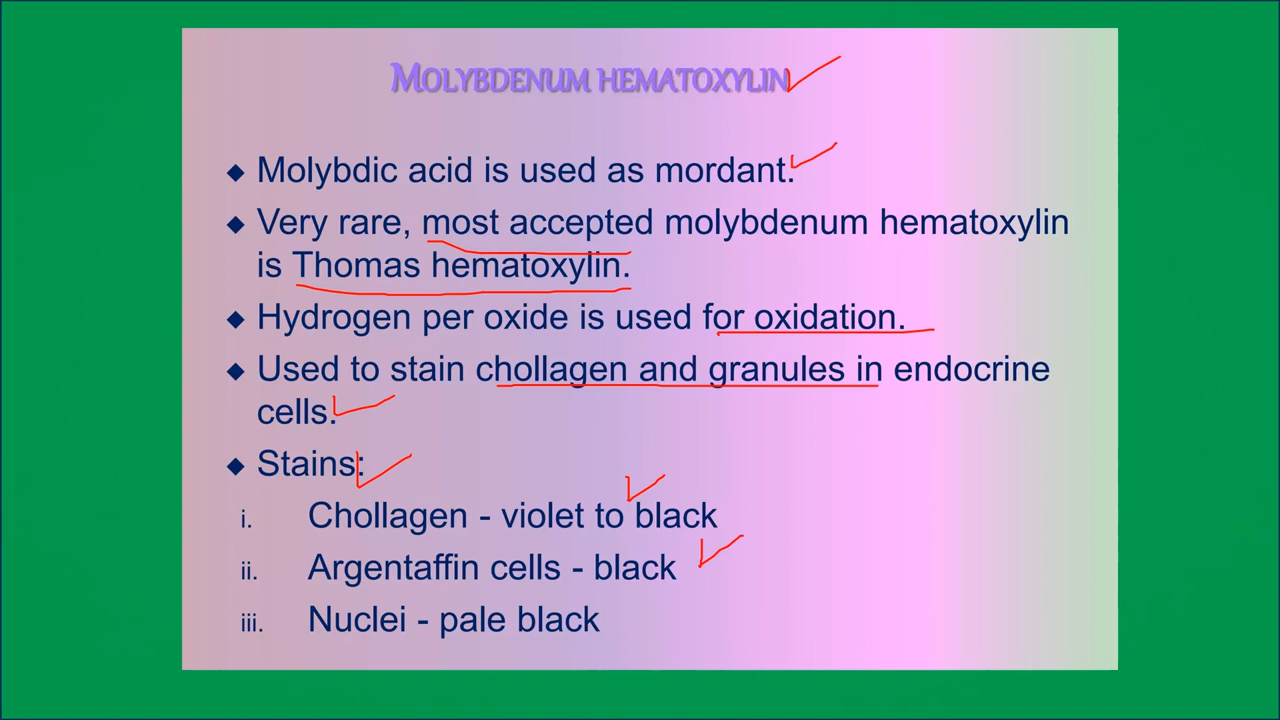 MOLYBDENUM HEMATOXYLIN
◆ Molybdic acid is used as mordant.
◆ Very rare, most accepted molybdenum hematoxylin
is Thomas hematoxylin.
◆ Hydrogen per oxide is used for oxidation.
◆ Used to stain chollagen and granules in endocrine
cells.
◆ Stains:
i. Chollagen - violet to black
ii. Argentaffin cells - black
iii. Nuclei - pale black